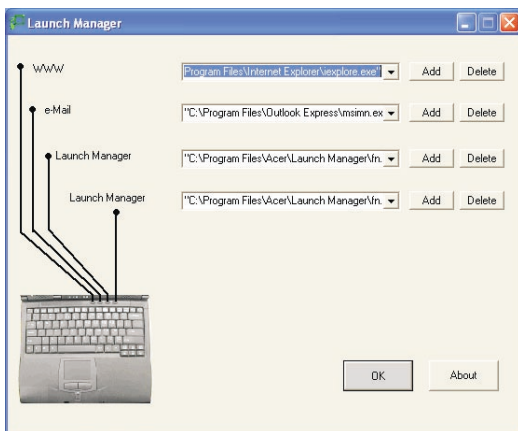 Launch Manager
WWW
Program Files\Internet Explorer\iexplore.exe"
Add
Delete
e-Mail
"C:\Program Files\Outlook Express\msimn.ex
Add
Delete
Launch Manager
"C:\Program Files\Acer\Launch Manager\fn.
Add
Delete
Launch Manager
"C:\Program Files\Acer\Launch Manager\fn.
Add
Delete
OK
About